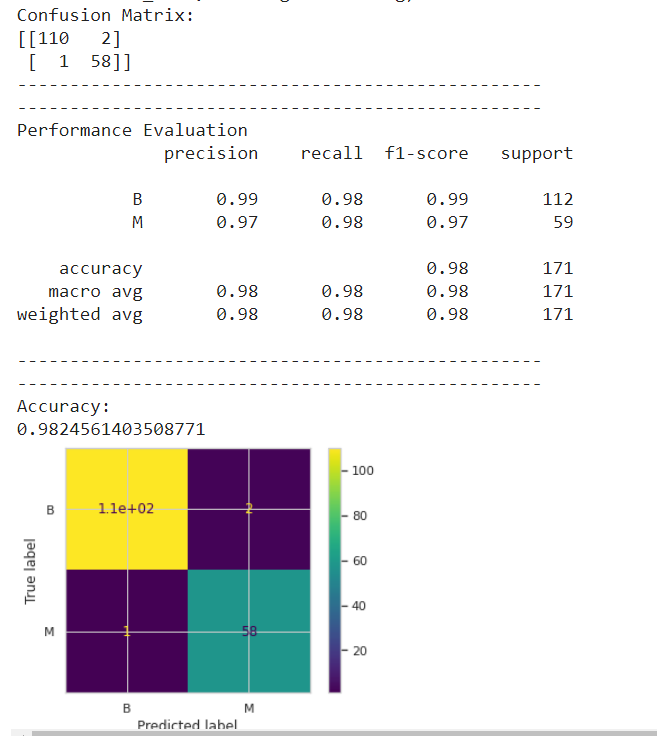 Confusion Matrix:
[[110   2]
 [  1  58]]
--------------------------------------------------
--------------------------------------------------
Performance Evaluation
              precision    recall  f1-score   support

           B       0.99      0.98      0.99       112
           M       0.97      0.98      0.97        59

    accuracy                           0.98       171
   macro avg       0.98      0.98      0.98       171
weighted avg       0.98      0.98      0.98       171

--------------------------------------------------
--------------------------------------------------
Accuracy:
0.9824561403508771
100
80
60
40
20
True label
B
1.1e+02
2
M
1
58
B
M
Predicted label